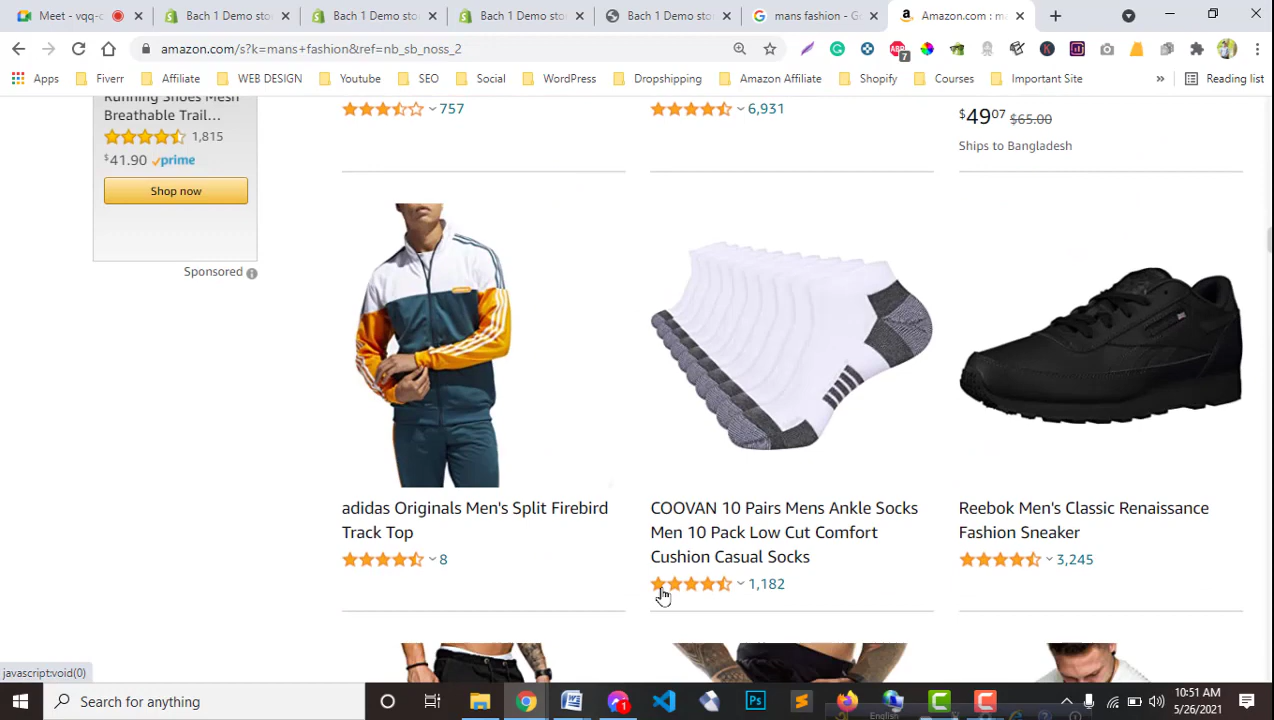 Meet - vqq-c
Bach 1 Demo sto
Bach 1 Demo sto
Bach 1 Demo sto
Bach 1 Demo sto
mans fashion - Go
Amazon.com : m
amazon.com/s?k=mans+fashion&ref=nb_sb_noss_2
7
Apps
Fiverr
Affiliate
WEB DESIGN
Youtube
SEO
Social
WordPress
Dropshipping
Amazon Affiliate
Shopify
Courses
Important Site
»
Reading list
Running Shoes Mesh
Breathable Trail...
1,815
$41.90 prime
Shop now
Sponsored
757
6,931
$49.07 $65.00
Ships to Bangladesh
adidas Originals Men's Split Firebird
Track Top
8
COOVAN 10 Pairs Mens Ankle Socks
Men 10 Pack Low Cut Comfort
Cushion Casual Socks
1,182
Reebok Men's Classic Renaissance
Fashion Sneaker
3,245
javascript:void(0)
Search for anything
1
Ps
English
10:51 AM
5/26/2021